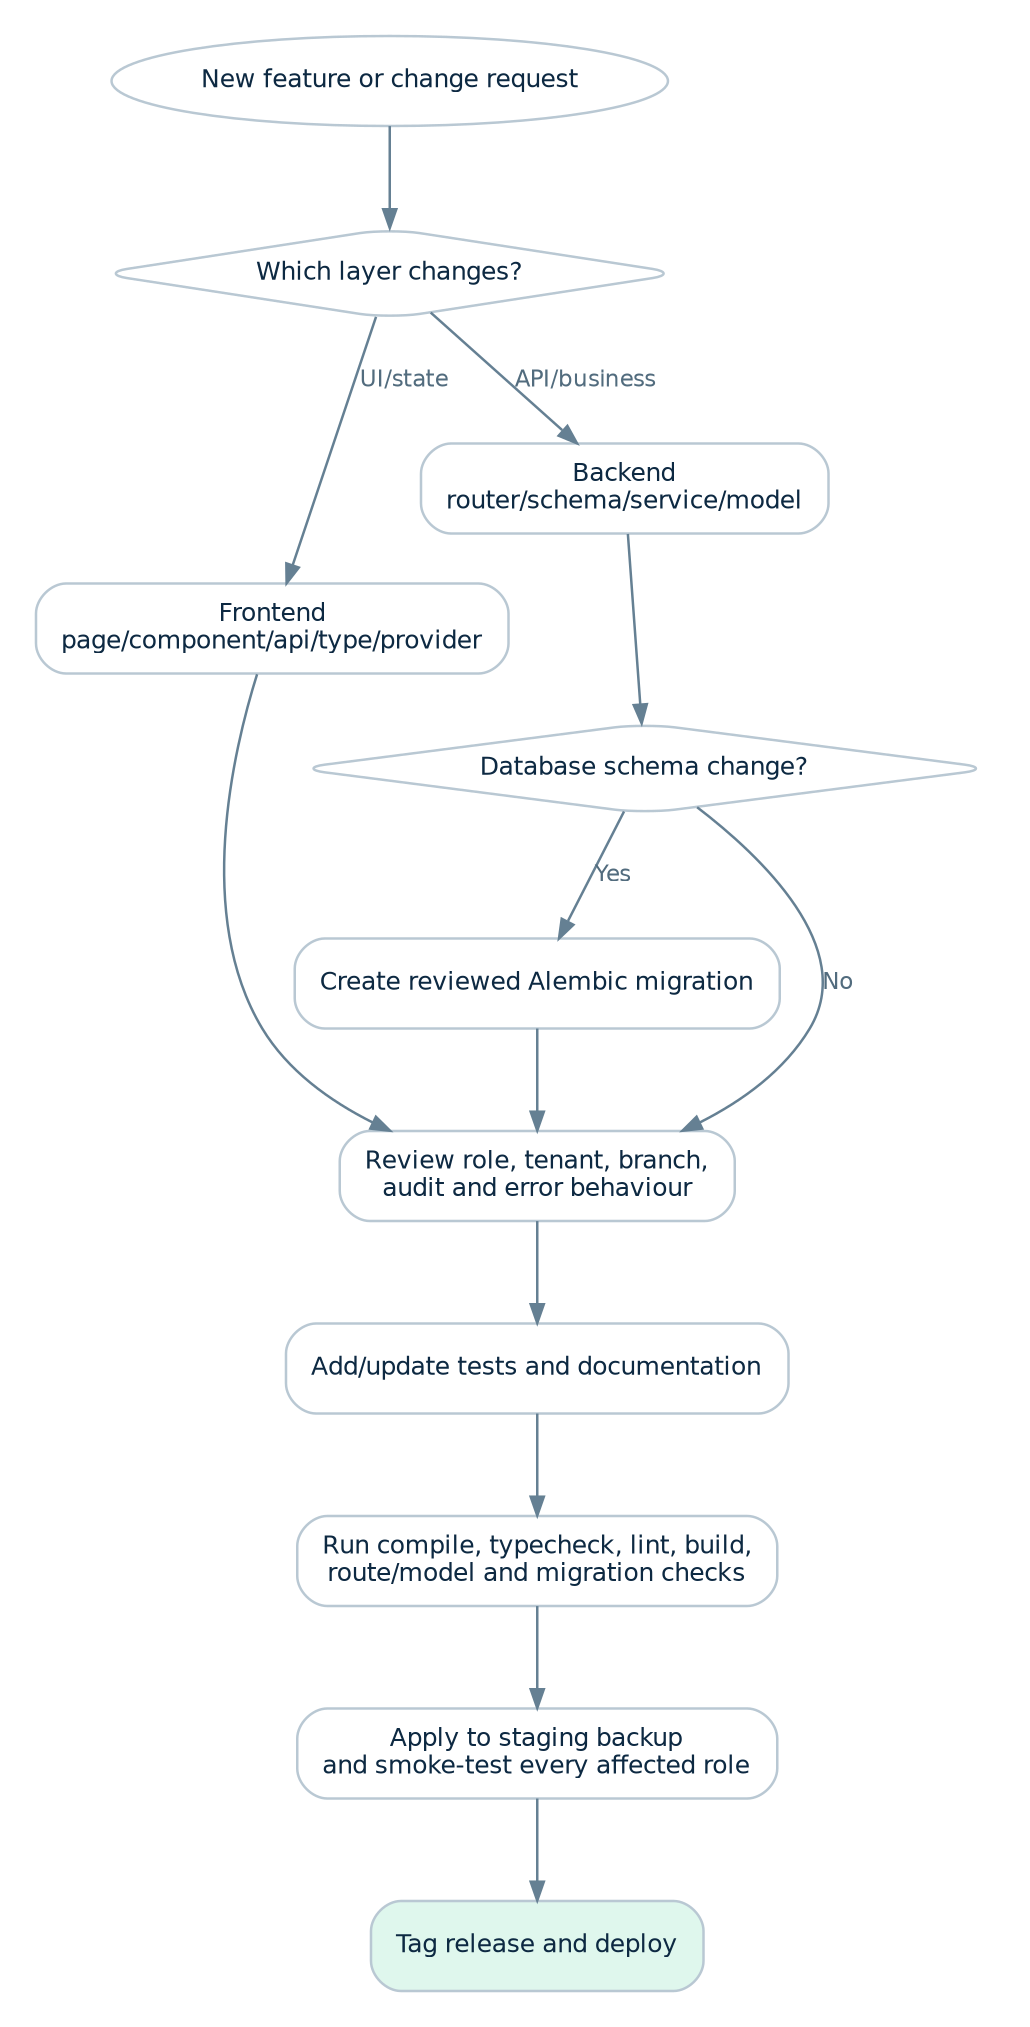 New feature or change request
Which layer changes?
UI/state
API/business
Backend
router/schema/service/model
Frontend
page/component/api/type/provider
Database schema change?
Yes
Create reviewed Alembic migration
No
Review role, tenant, branch,
audit and error behaviour
Add/update tests and documentation
Run compile, typecheck, lint, build,
route/model and migration checks
Apply to staging backup
and smoke-test every affected role
Tag release and deploy